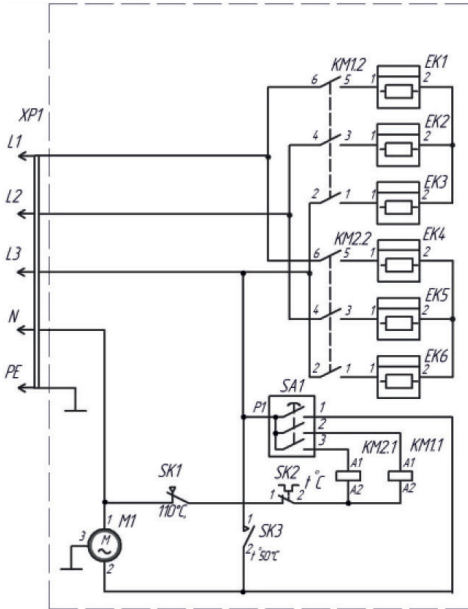 KM1.2
EK1
6 5 1 2
XP1
EK2
L1
4 3 1 2
EK3
L2
2 1 1 2
KM2.2
EK4
L3
6 5 1 2
EK5
N
4 3 1 2
EK6
PE
2 1 1 2
SA1
P1
1
2
3
KM2.1 KM1.1
A1 A1
A2 A2
SK1
110°C
SK2
1 2
t°C
M1
1
3
M
2
SK3
1
2
t°50°C